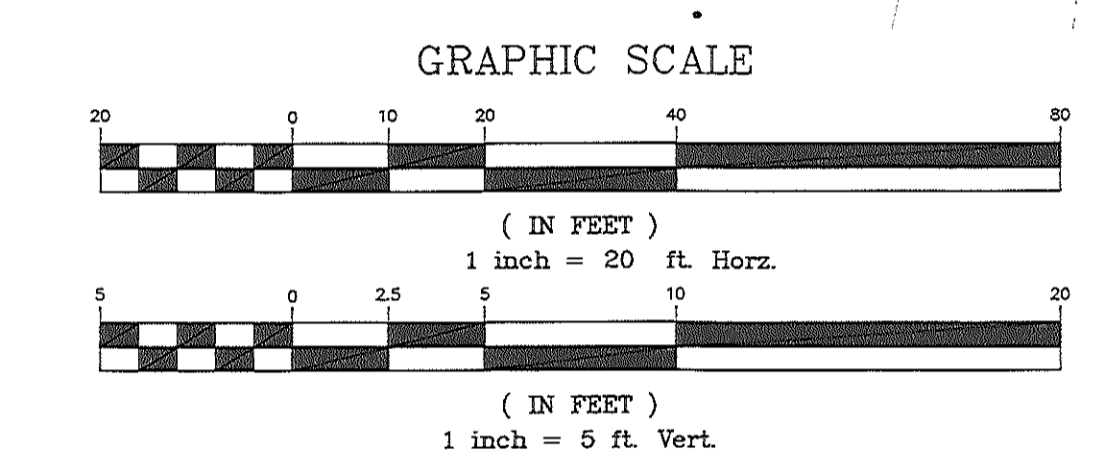 GRAPHIC SCALE
20 0 10 20 40 80
( IN FEET )
1 inch = 20 ft. Horz.
5 0 2.5 5 10 20
( IN FEET )
1 inch = 5 ft. Vert.